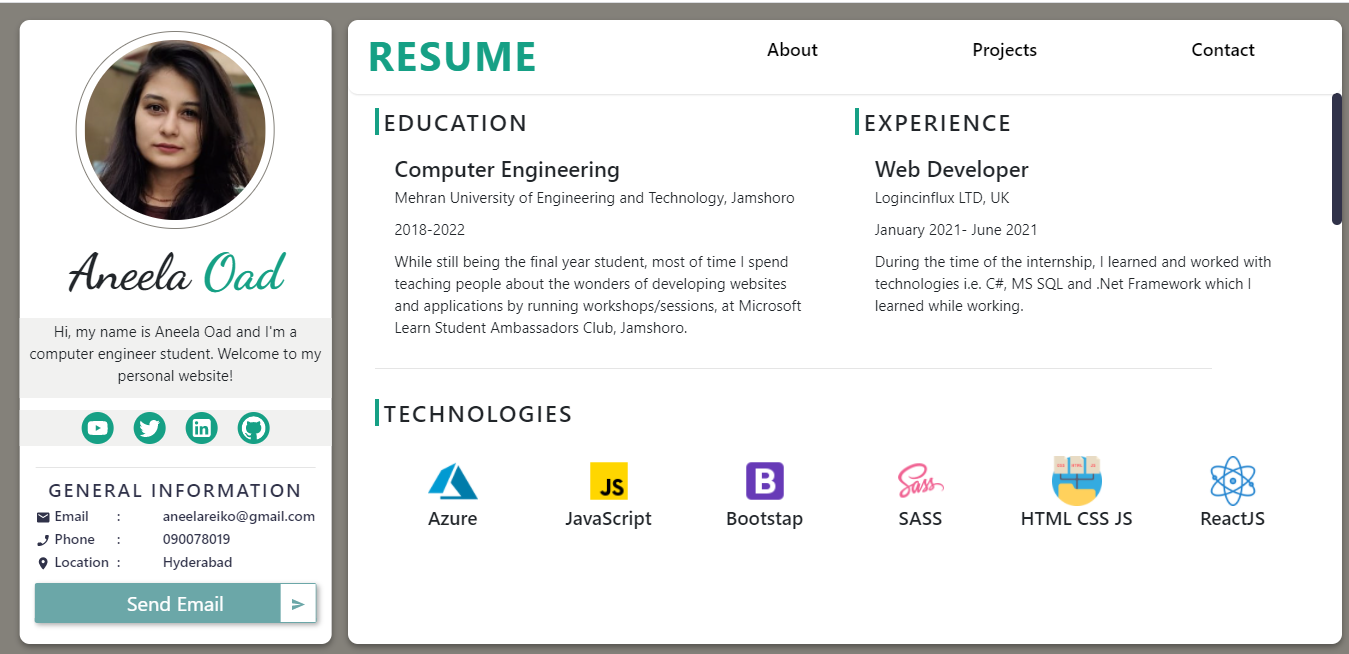 Aneela Oad
Hi, my name is Aneela Oad and I'm a
computer engineer student. Welcome to my
personal website!
GENERAL INFORMATION
Email : aneelareiko@gmail.com
Phone : 090078019
Location : Hyderabad
Send Email
RESUME
About
Projects
Contact
EDUCATION
Computer Engineering
Mehran University of Engineering and Technology, Jamshoro
2018-2022
While still being the final year student, most of time I spend
teaching people about the wonders of developing websites
and applications by running workshops/sessions, at Microsoft
Learn Student Ambassadors Club, Jamshoro.
EXPERIENCE
Web Developer
Logincinflux LTD, UK
January 2021- June 2021
During the time of the internship, I learned and worked with
technologies i.e. C#, MS SQL and .Net Framework which I
learned while working.
TECHNOLOGIES
Azure
JS
JavaScript
B
Bootstap
Sass
SASS
CSS HTML JS
HTML CSS JS
ReactJS